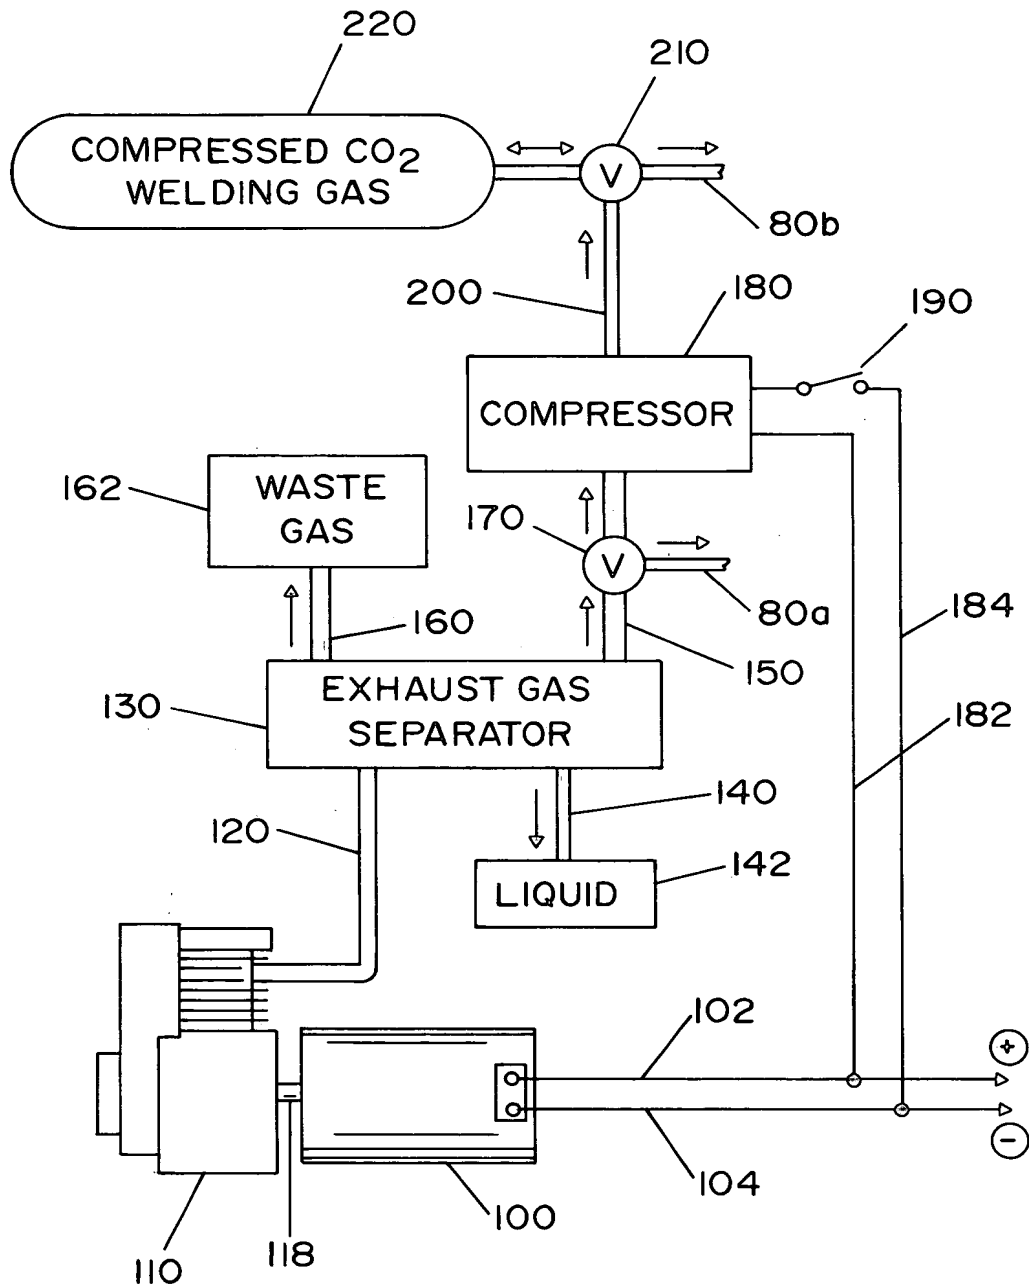 220
210
COMPRESSED CO2
WELDING GAS
V
80b
200
180
190
COMPRESSOR
162
WASTE
GAS
170
V
80a
184
160
150
130
EXHAUST GAS
SEPARATOR
182
120
140
LIQUID
142
102
+
104
−
100
118
110